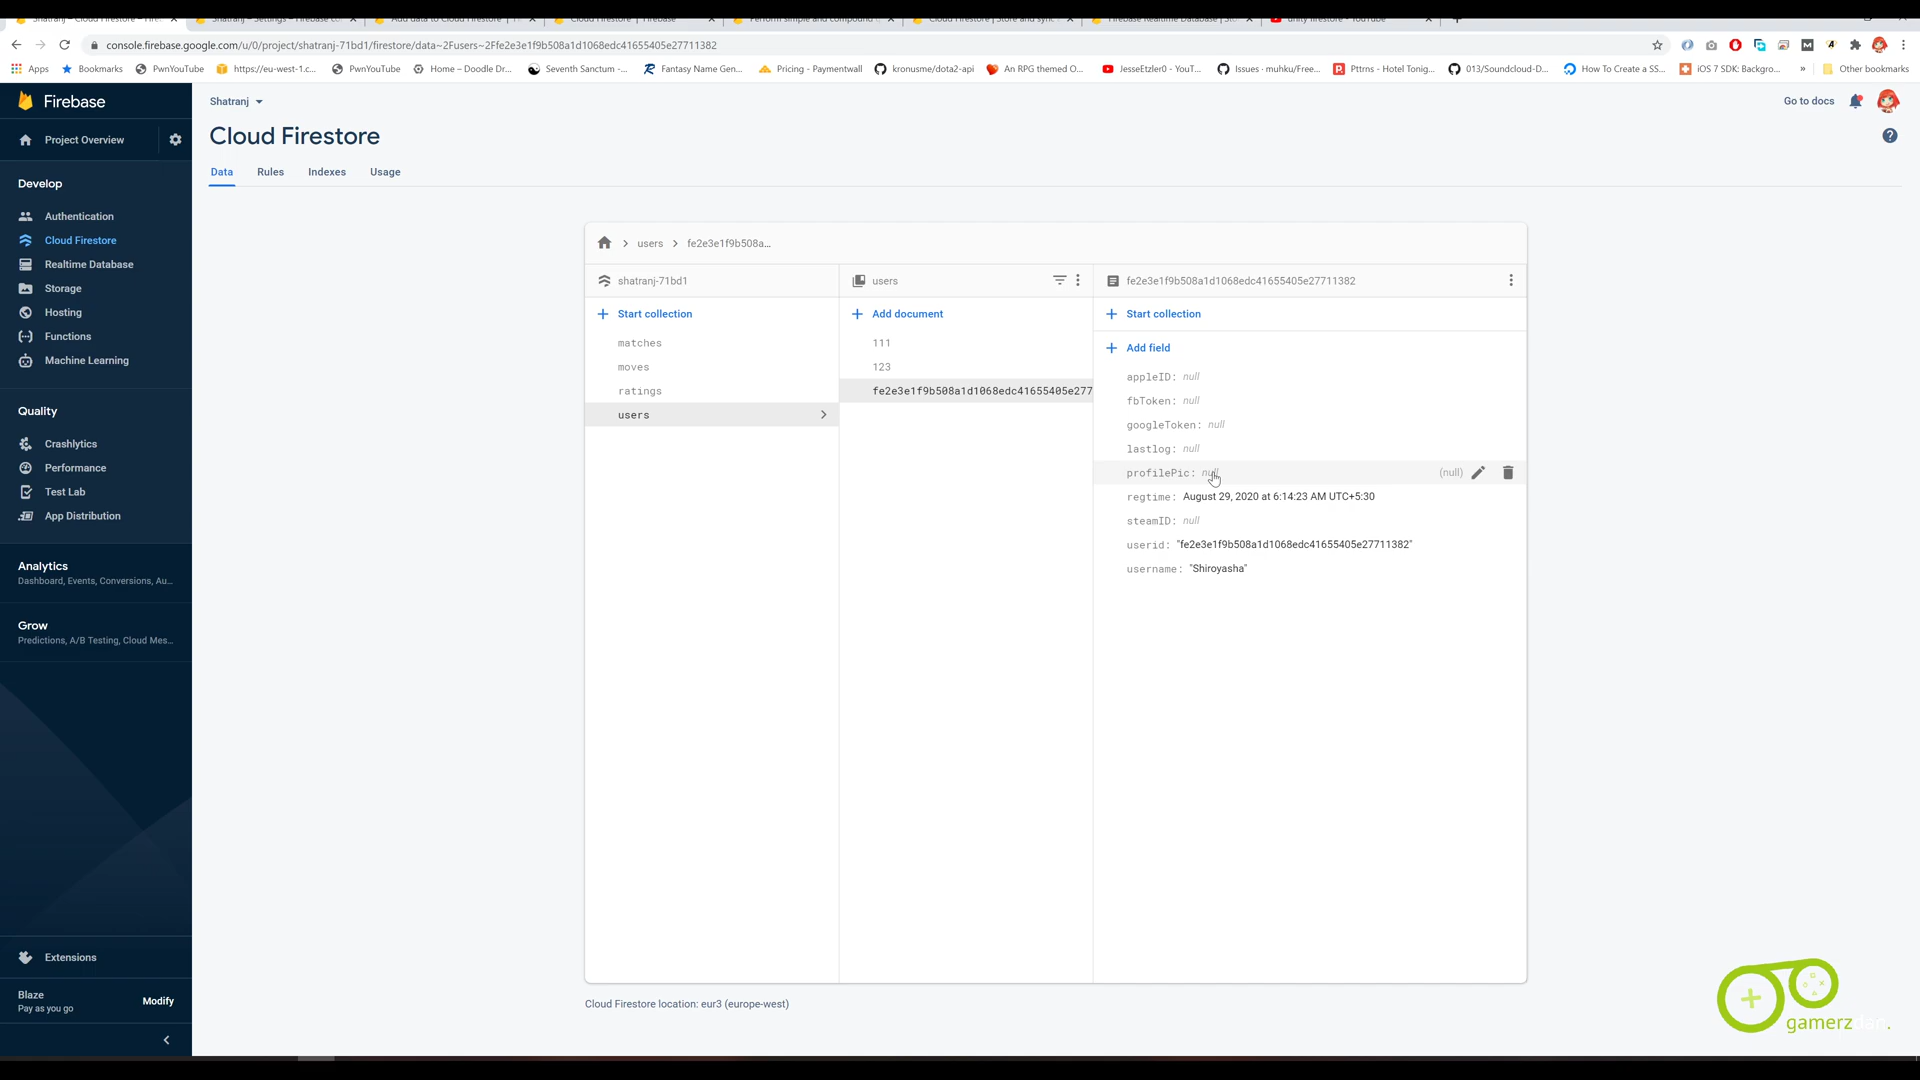 Shatranj – Cloud Firestore – Fire...
Shatranj – Settings – Firebase co...
Add data to Cloud Firestore
Cloud Firestore | Firebase
Perform simple and compound
Cloud Firestore | Store and sync
Firebase Realtime Database | Sto
unity firestore - YouTube
console.firebase.google.com/u/0/project/shatranj-71bd1/firestore/data~2Fusers~2Ffe2e3e1f9b508a1d1068edc41655405e27711382
Apps
Bookmarks
PwnYouTube
https://eu-west-1.c...
PwnYouTube
Home – Doodle Dr...
Seventh Sanctum -...
Fantasy Name Gen...
Pricing - Paymentwall
kronusme/dota2-api
An RPG themed O...
JesseEtzler0 - YouT...
Issues · muhku/Free...
Pttrns - Hotel Tonig...
013/Soundcloud-D...
How To Create a SS...
iOS 7 SDK: Backgro...
»
Other bookmarks
Firebase
Project Overview
Develop
Authentication
Cloud Firestore
Realtime Database
Storage
Hosting
Functions
Machine Learning
Quality
Crashlytics
Performance
Test Lab
App Distribution
Analytics
Dashboard, Events, Conversions, Au...
Grow
Predictions, A/B Testing, Cloud Mes...
Extensions
Blaze
Pay as you go
Modify
Shatranj
Go to docs
Cloud Firestore
Data
Rules
Indexes
Usage
users
fe2e3e1f9b508a...
shatranj-71bd1
Start collection
matches
moves
ratings
users
users
Add document
111
123
fe2e3e1f9b508a1d1068edc41655405e277
fe2e3e1f9b508a1d1068edc41655405e27711382
Start collection
Add field
appleID: null
fbToken: null
googleToken: null
lastlog: null
profilePic: null
(null)
regtime: August 29, 2020 at 6:14:23 AM UTC+5:30
steamID: null
userid: "fe2e3e1f9b508a1d1068edc41655405e27711382"
username: "Shiroyasha"
Cloud Firestore location: eur3 (europe-west)
gamerzdan.